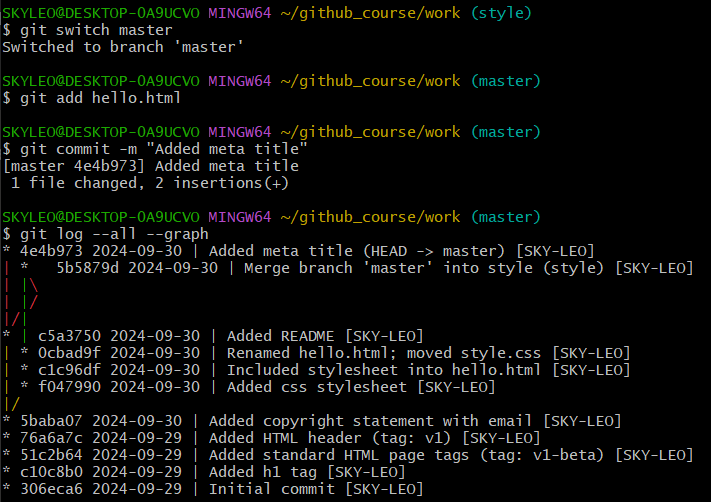 SKYLEO@DESKTOP-OA9UCVO MINGW64 ~/github_course/work (style)
$ git switch master
Switched to branch 'master'

SKYLEO@DESKTOP-OA9UCVO MINGW64 ~/github_course/work (master)
$ git add hello.html

SKYLEO@DESKTOP-OA9UCVO MINGW64 ~/github_course/work (master)
$ git commit -m "Added meta title"
[master 4e4b973] Added meta title
 1 file changed, 2 insertions(+)

SKYLEO@DESKTOP-OA9UCVO MINGW64 ~/github_course/work (master)
$ git log --all --graph
* 4e4b973 2024-09-30 | Added meta title (HEAD -> master) [SKY-LEO]
| *   5b5879d 2024-09-30 | Merge branch 'master' into style (style) [SKY-LEO]
| |\
| |/
|/|
* | c5a3750 2024-09-30 | Added README [SKY-LEO]
| * 0cbad9f 2024-09-30 | Renamed hello.html; moved style.css [SKY-LEO]
| * c1c96df 2024-09-30 | Included stylesheet into hello.html [SKY-LEO]
| * f047990 2024-09-30 | Added css stylesheet [SKY-LEO]
|/
* 5baba07 2024-09-30 | Added copyright statement with email [SKY-LEO]
* 76a6a7c 2024-09-29 | Added HTML header (tag: v1) [SKY-LEO]
* 51c2b64 2024-09-29 | Added standard HTML page tags (tag: v1-beta) [SKY-LEO]
* c10c8b0 2024-09-29 | Added h1 tag [SKY-LEO]
* 306eca6 2024-09-29 | Initial commit [SKY-LEO]